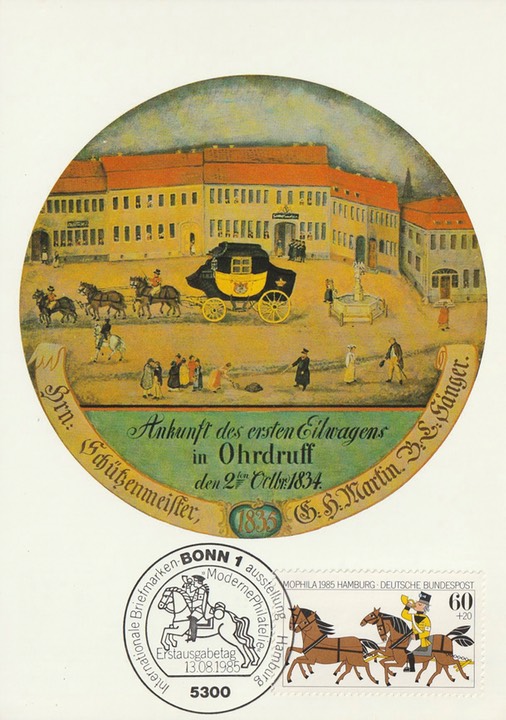 Ankunft des ersten Eilwagens
in Ohrdruff
den 2ten Octbr. 1834.
Hrn: Schützenmeister, G. H. Martin, B. C. Sänger.
1835
Internationale Briefmarken-ausstellung Hamburg
BONN 1
"Moderne Philatelie"
Erstausgabetag
13.08.1985
5300
MOPHILA 1985 HAMBURG · DEUTSCHE BUNDESPOST
60
+20